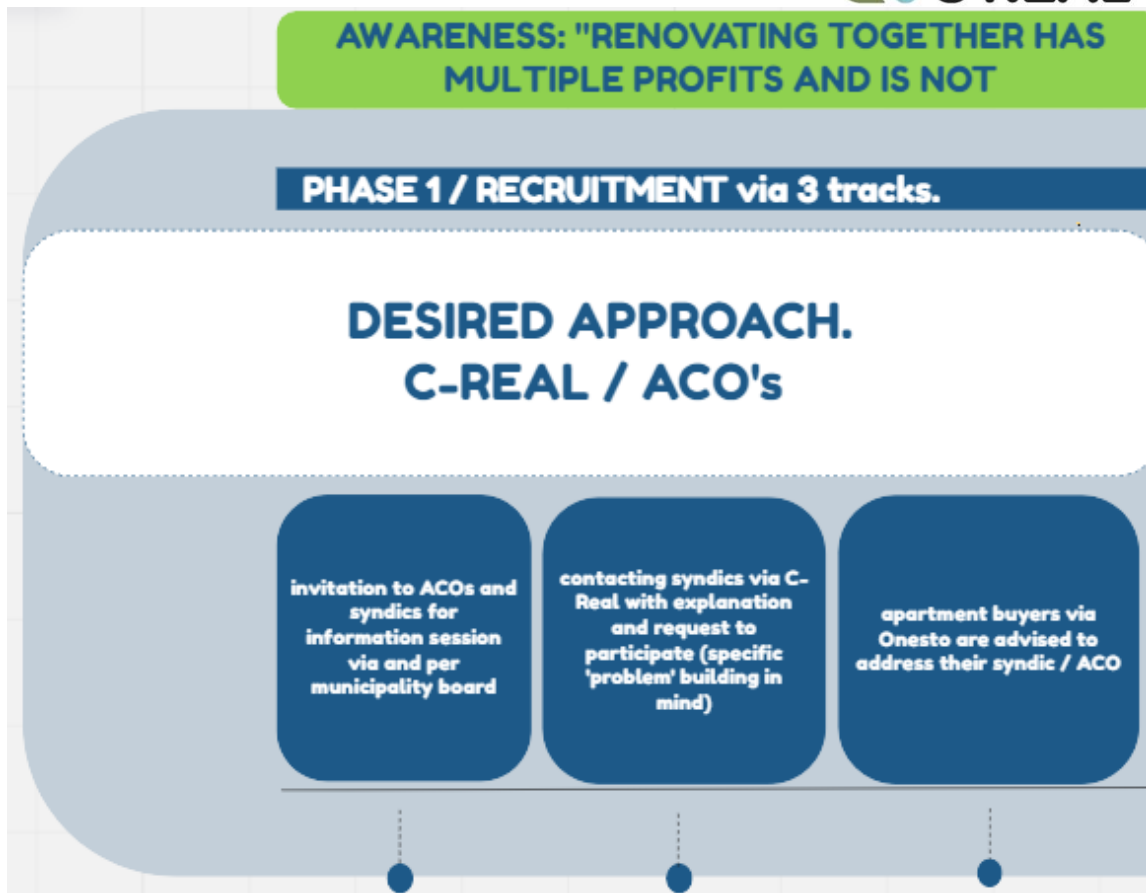 AWARENESS: "RENOVATING TOGETHER HAS
MULTIPLE PROFITS AND IS NOT
PHASE 1 / RECRUITMENT via 3 tracks.
DESIRED APPROACH.
C-REAL / ACO's
invitation to ACOs and
syndics for
information session
via and per
municipality board
contacting syndics via C-
Real with explanation
and request to
participate (specific
'problem' building in
mind)
apartment buyers via
Onesto are advised to
address their syndic / ACO